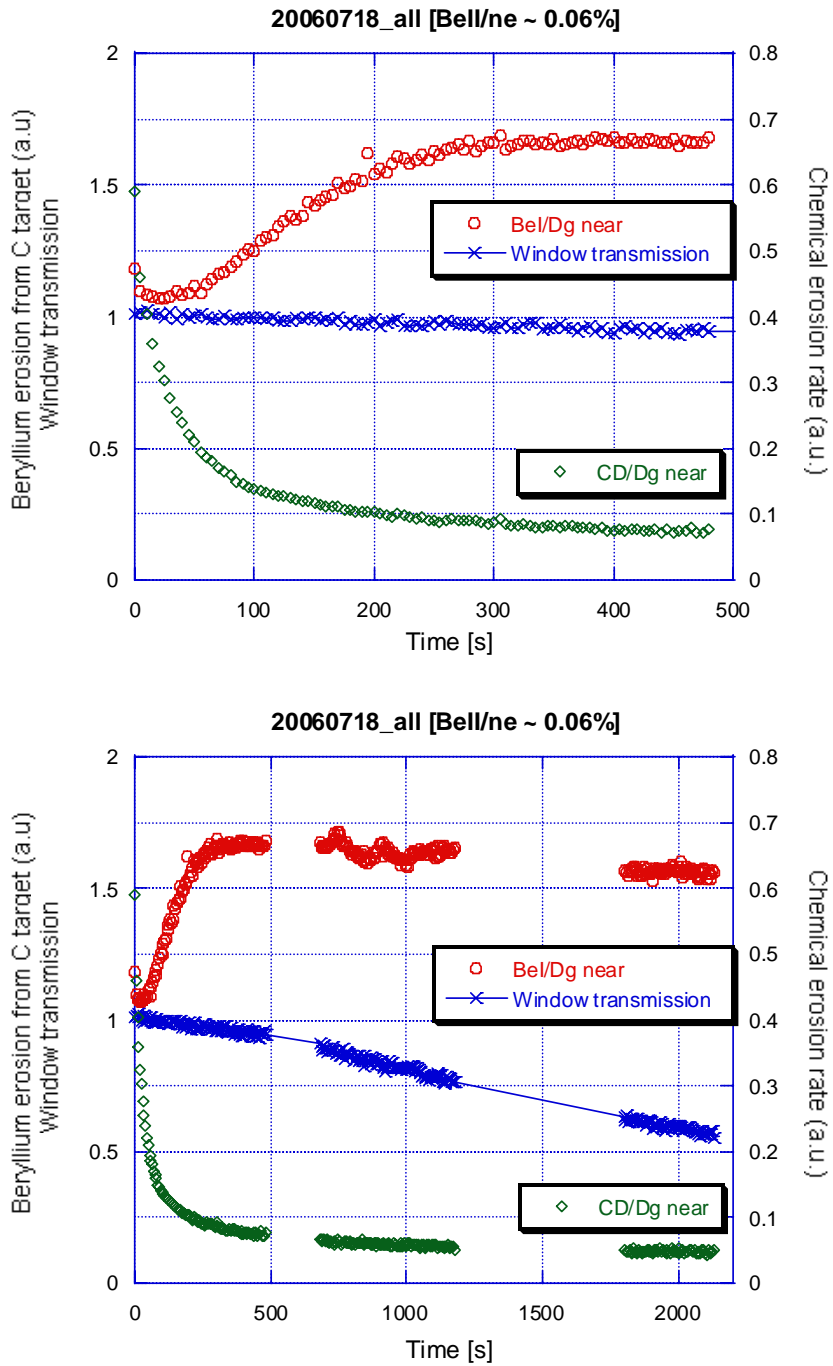 20060718_all [BeII/ne ~ 0.06%]
Beryllium erosion from C target (a.u)
Window transmission
2
1.5
1
0.5
0
0.8
0.7
0.6
0.5
0.4
0.3
0.2
0.1
0
Chemical erosion rate (a.u.)
BeI/Dg near
Window transmission
CD/Dg near
0 100 200 300 400 500
Time [s]
20060718_all [BeII/ne ~ 0.06%]
Beryllium erosion from C target (a.u)
Window transmission
2
1.5
1
0.5
0
0.8
0.7
0.6
0.5
0.4
0.3
0.2
0.1
0
Chemical erosion rate (a.u.)
BeI/Dg near
Window transmission
CD/Dg near
0 500 1000 1500 2000
Time [s]